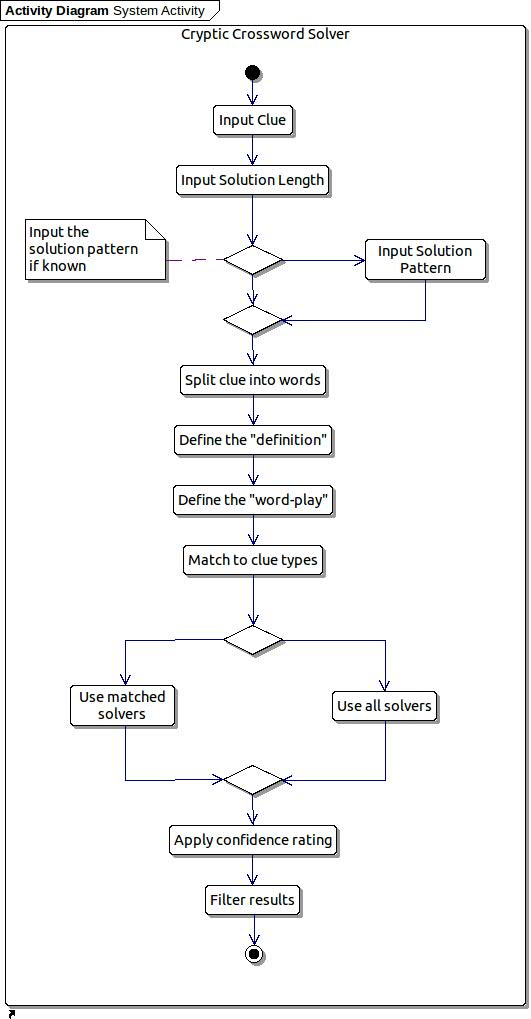 Activity Diagram System Activity
Cryptic Crossword Solver
Input Clue
Input Solution Length
Input the
solution pattern
if known
Input Solution
Pattern
Split clue into words
Define the "definition"
Define the "word-play"
Match to clue types
Use matched
solvers
Use all solvers
Apply confidence rating
Filter results